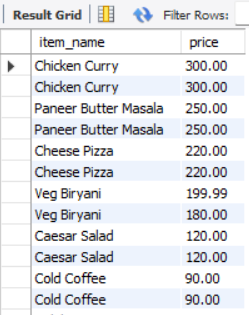 Result Grid Filter Rows:
item_name price
Chicken Curry 300.00
Chicken Curry 300.00
Paneer Butter Masala 250.00
Paneer Butter Masala 250.00
Cheese Pizza 220.00
Cheese Pizza 220.00
Veg Biryani 199.99
Veg Biryani 180.00
Caesar Salad 120.00
Caesar Salad 120.00
Cold Coffee 90.00
Cold Coffee 90.00